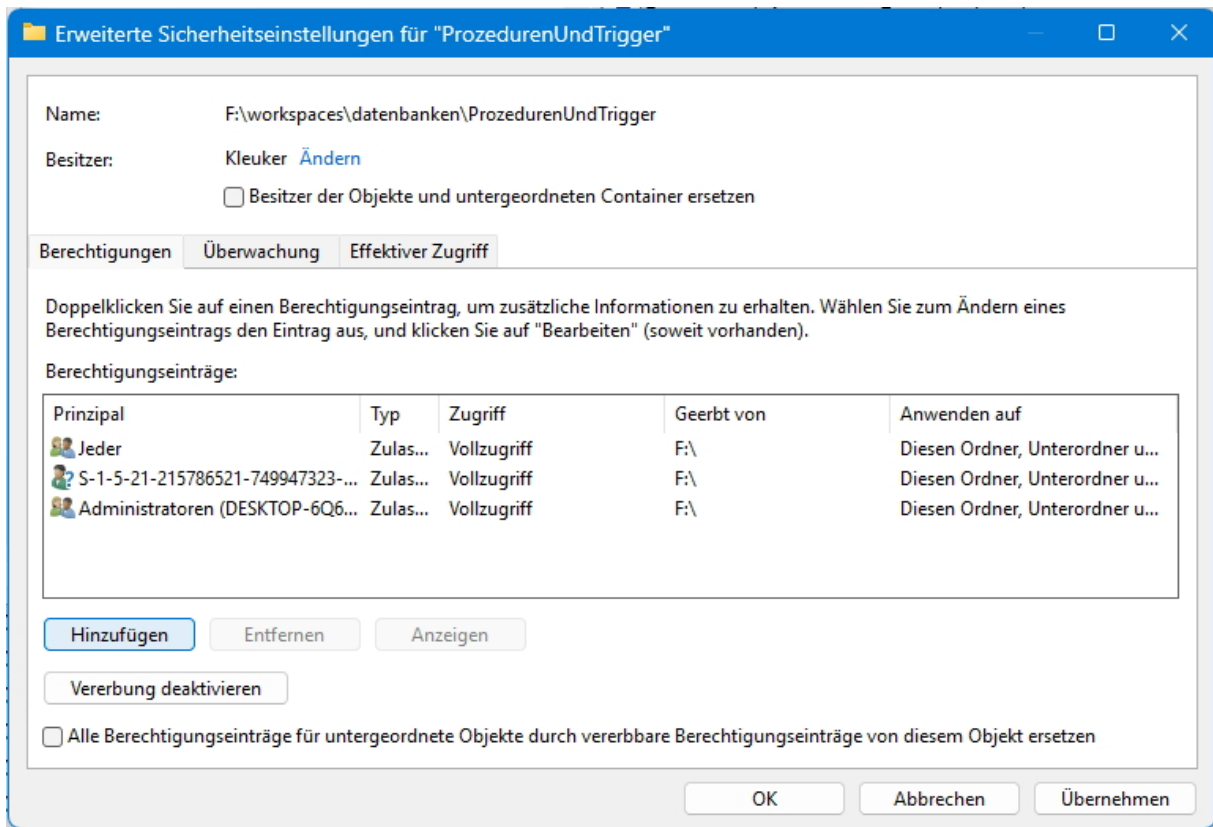 Erweiterte Sicherheitseinstellungen für "ProzedurenUndTrigger"
Name: F:\workspaces\datenbanken\ProzedurenUndTrigger
Besitzer: Kleuker Ändern
Besitzer der Objekte und untergeordneten Container ersetzen
Berechtigungen Überwachung Effektiver Zugriff
Doppelklicken Sie auf einen Berechtigungseintrag, um zusätzliche Informationen zu erhalten. Wählen Sie zum Ändern eines
Berechtigungseintrags den Eintrag aus, und klicken Sie auf "Bearbeiten" (soweit vorhanden).
Berechtigungseinträge:
Prinzipal Typ Zugriff Geerbt von Anwenden auf
Jeder Zulas... Vollzugriff F:\ Diesen Ordner, Unterordner u...
S-1-5-21-215786521-749947323-... Zulas... Vollzugriff F:\ Diesen Ordner, Unterordner u...
Administratoren (DESKTOP-6Q6... Zulas... Vollzugriff F:\ Diesen Ordner, Unterordner u...
Hinzufügen Entfernen Anzeigen
Vererbung deaktivieren
Alle Berechtigungseinträge für untergeordnete Objekte durch vererbbare Berechtigungseinträge von diesem Objekt ersetzen
OK Abbrechen Übernehmen